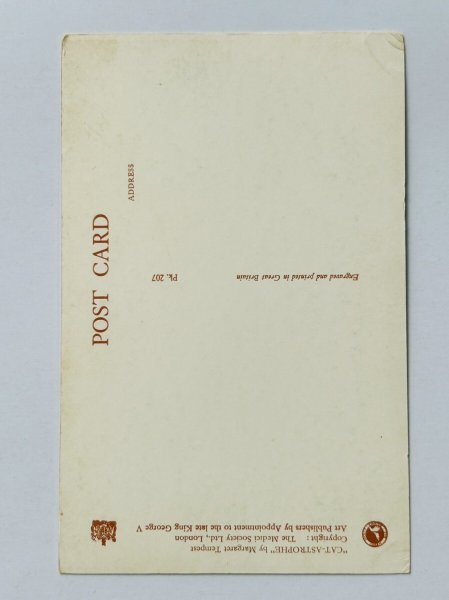 POST CARD
ADDRESS
Pk. 207
Engraved and printed in Great Britain
"CAT-ASTROPHE" by Margaret Tempest
Copyright : The Medici Society, Ltd., London
Art Publishers by Appointment to the late King George V